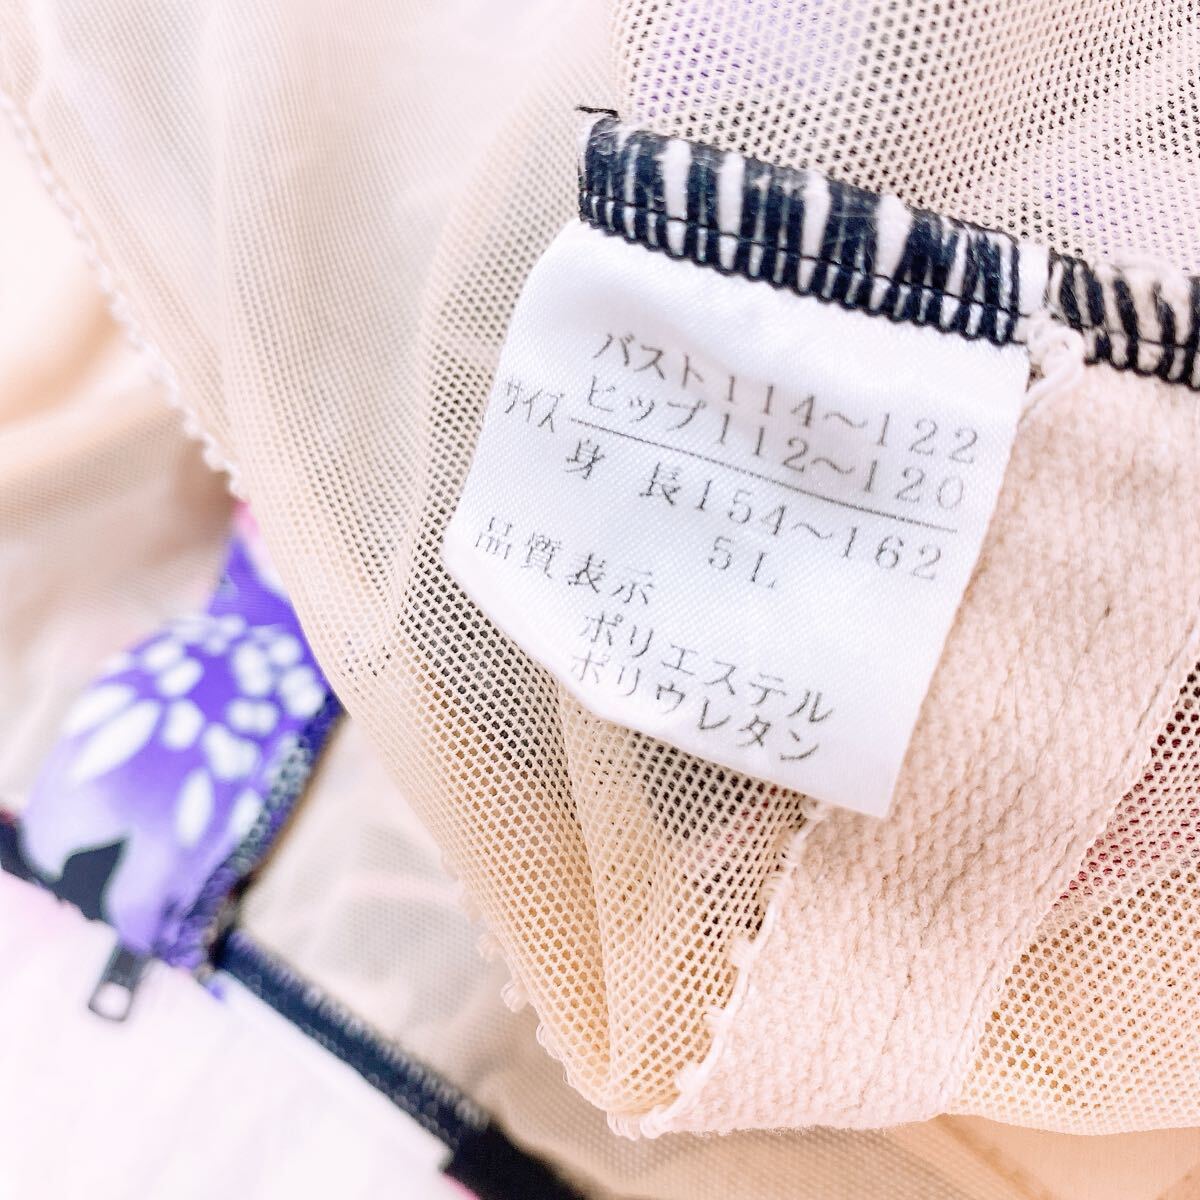 バスト114〜122
サイズ ヒップ112〜120
身長154〜162
5L
品質表示
ポリエステル
ポリウレタン